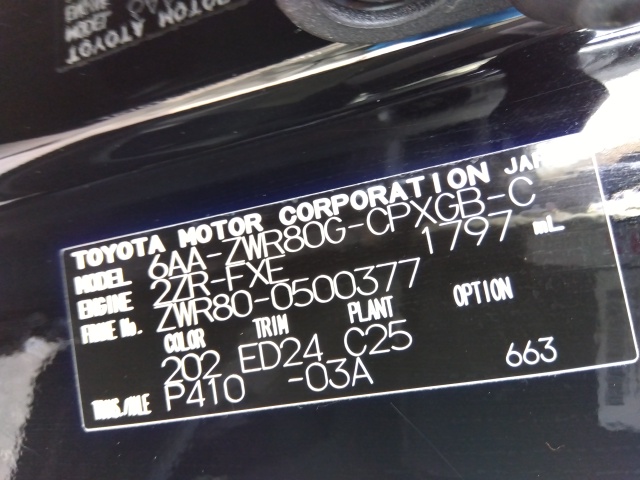 TOYOTA MOTOR CORPORATION JAPAN
MODEL 6AA-ZWR80G-CPXGB-C
ENGINE 2ZR-FXE 1797 mL
FRAME No. ZWR80-0500377
COLOR TRIM PLANT OPTION
202 ED24 C25
TRANS./AXLE P410 -03A 663